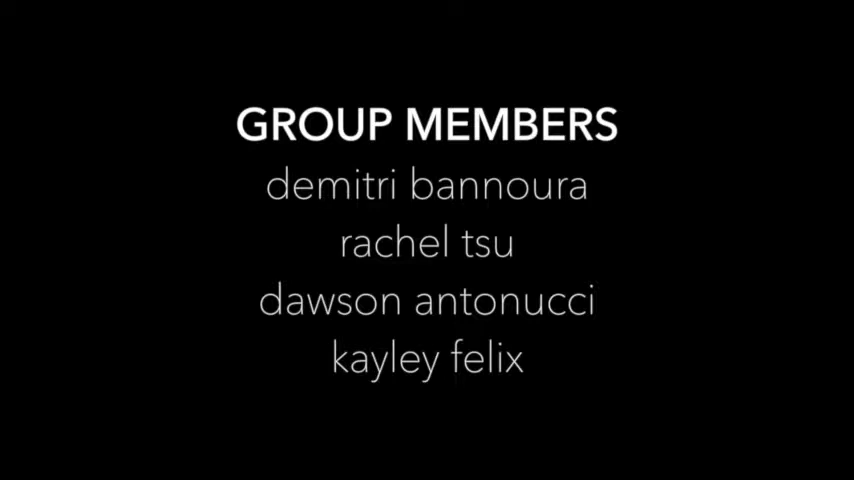 GROUP MEMBERS
demitri bannoura
rachel tsu
dawson antonucci
kayley felix